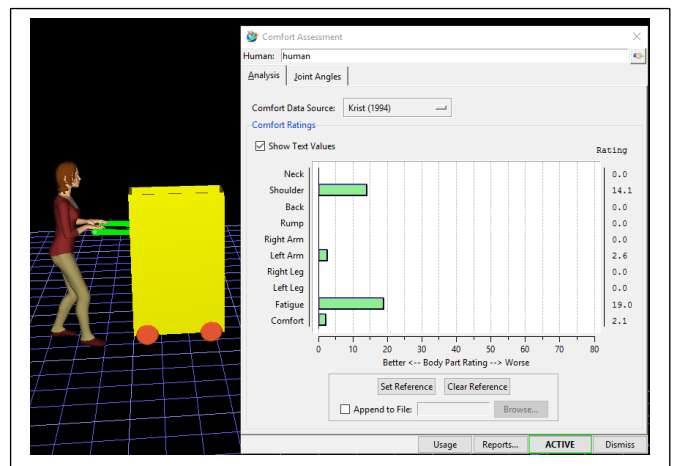 Comfort Assessment
Human: human
Analysis Joint Angles
Comfort Data Source: Krist (1994)
Comfort Ratings
Show Text Values
Rating
Neck 0.0
Shoulder 14.1
Back 0.0
Rump 0.0
Right Arm 0.0
Left Arm 2.6
Right Leg 0.0
Left Leg 0.0
Fatigue 19.0
Comfort 2.1
0 10 20 30 40 50 60 70 80
Better <-- Body Part Rating --> Worse
Set Reference Clear Reference
Append to File: Browse...
Usage Reports... ACTIVE Dismiss